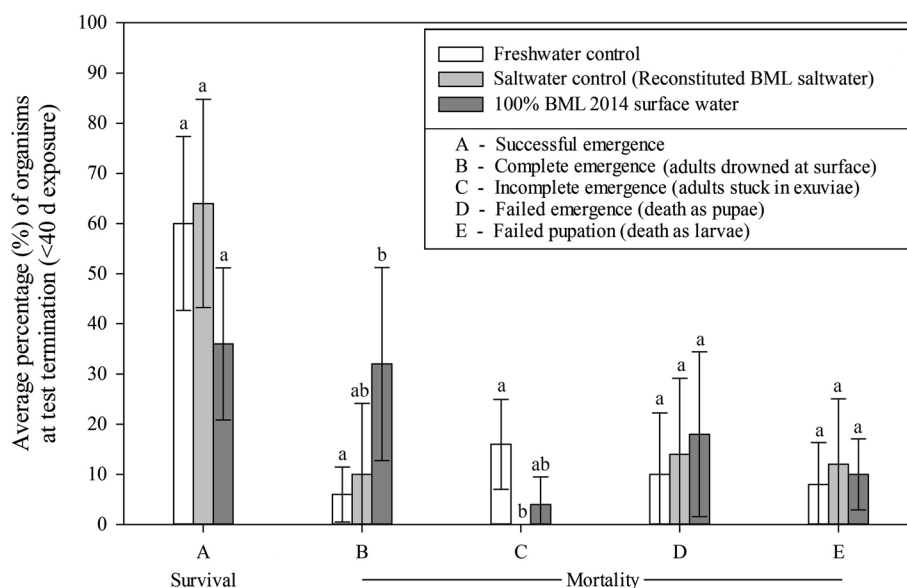 Average percentage (%) of organisms
at test termination (<40 d exposure)
100
90
80
70
60
50
40
30
20
10
0
Freshwater control
Saltwater control (Reconstituted BML saltwater)
100% BML 2014 surface water
A - Successful emergence
B - Complete emergence (adults drowned at surface)
C - Incomplete emergence (adults stuck in exuviae)
D - Failed emergence (death as pupae)
E - Failed pupation (death as larvae)
a a a
a ab b
a b ab
a a a
a a a
A B C D E
Survival Mortality